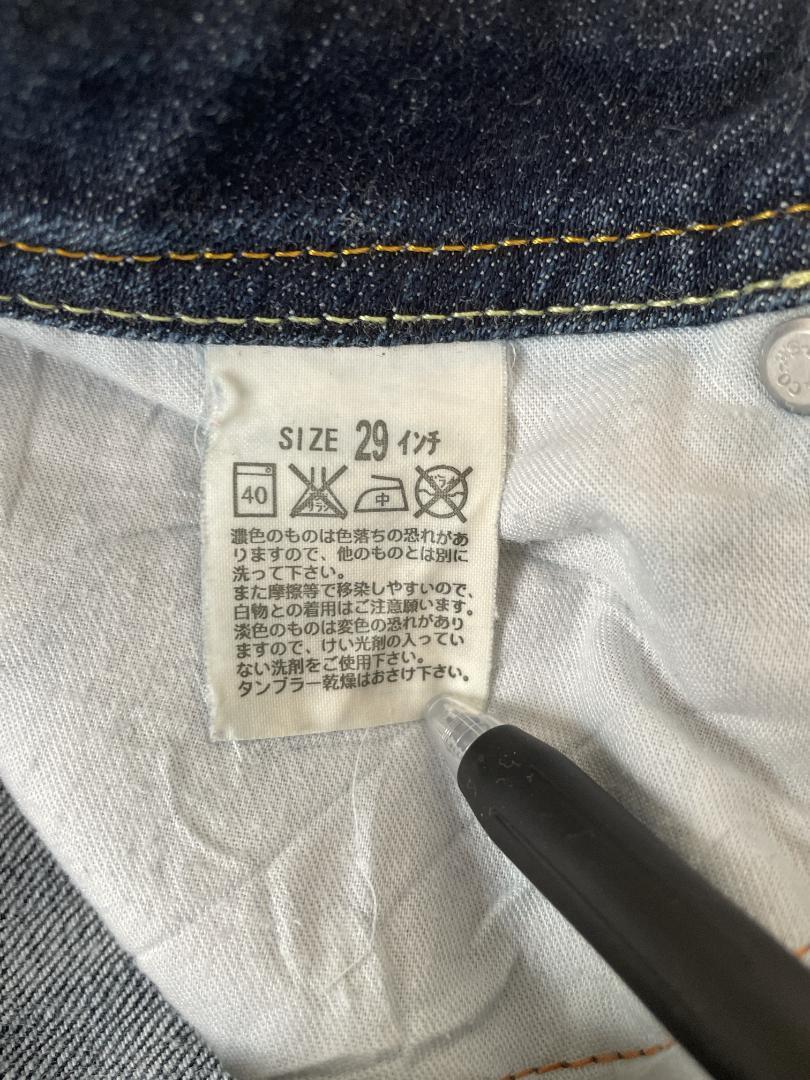 SIZE 29 インチ
40 中
濃色のものは色落ちの恐れがあ
りますので、他のものとは別に
洗って下さい。
また摩擦等で移染しやすいので、
白物との着用はご注意願います。
淡色のものは変色の恐れがあり
ますので、けい光剤の入ってい
ない洗剤をご使用下さい。
タンブラー乾燥はおさけ下さい。